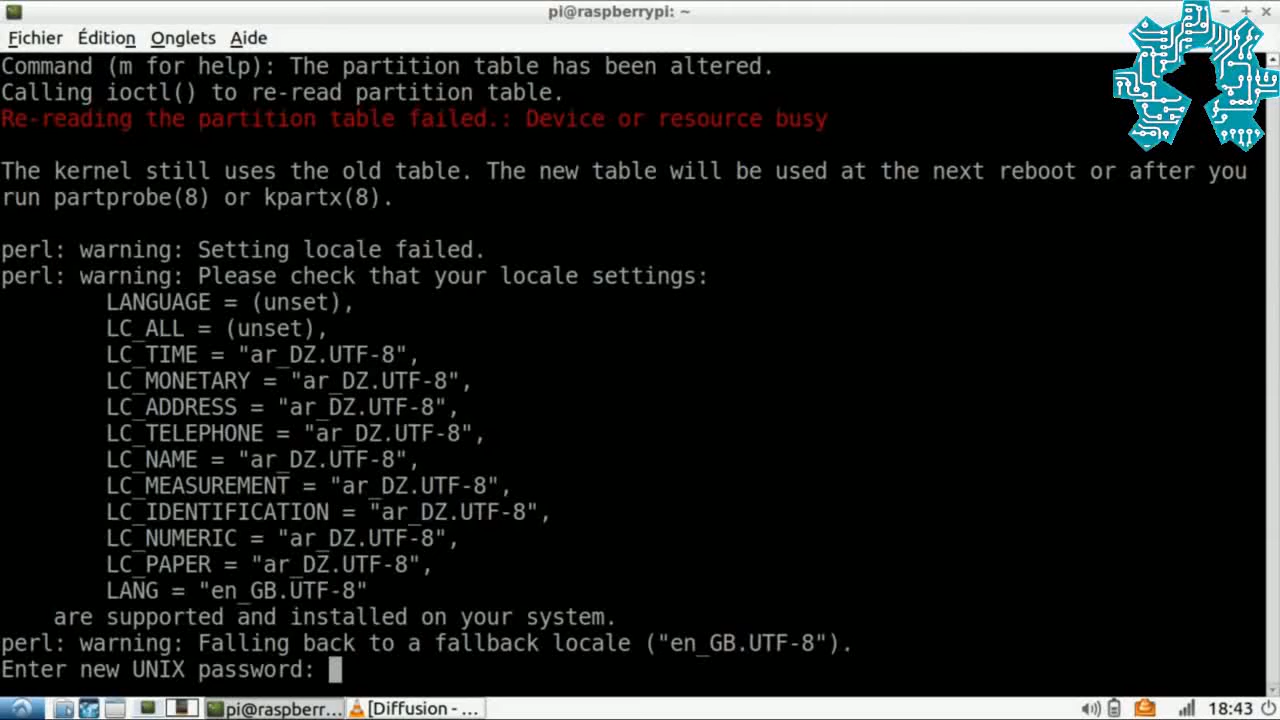 pi@raspberrypi: ~
Fichier Édition Onglets Aide
Command (m for help): The partition table has been altered.
Calling ioctl() to re-read partition table.
Re-reading the partition table failed.: Device or resource busy
The kernel still uses the old table. The new table will be used at the next reboot or after you
run partprobe(8) or kpartx(8).
perl: warning: Setting locale failed.
perl: warning: Please check that your locale settings:
LANGUAGE = (unset),
LC_ALL = (unset),
LC_TIME = "ar_DZ.UTF-8",
LC_MONETARY = "ar_DZ.UTF-8",
LC_ADDRESS = "ar_DZ.UTF-8",
LC_TELEPHONE = "ar_DZ.UTF-8",
LC_NAME = "ar_DZ.UTF-8",
LC_MEASUREMENT = "ar_DZ.UTF-8",
LC_IDENTIFICATION = "ar_DZ.UTF-8",
LC_NUMERIC = "ar_DZ.UTF-8",
LC_PAPER = "ar_DZ.UTF-8",
LANG = "en_GB.UTF-8"
are supported and installed on your system.
perl: warning: Falling back to a fallback locale ("en_GB.UTF-8").
Enter new UNIX password:
pi@raspberr... [Diffusion - ... 18:43